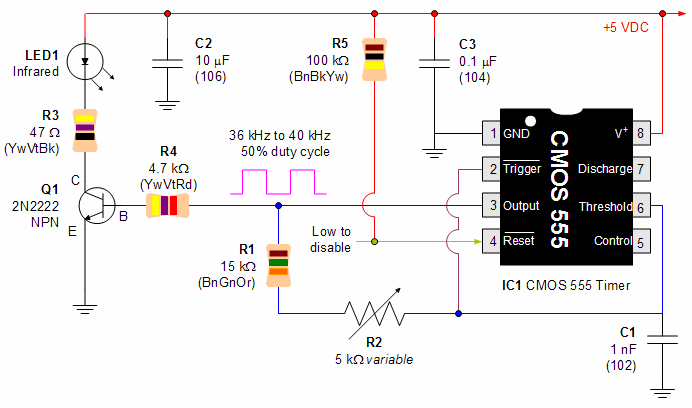 +5 VDC
LED1
Infrared
C2
10 µF
(106)
R5
100 kΩ
(BnBkYw)
C3
0.1 µF
(104)
R3
47 Ω
(YwVtBk)
R4
4.7 kΩ
(YwVtRd)
36 kHz to 40 kHz
50% duty cycle
CMOS 555
1 GND
V+ 8
2 Trigger
Discharge 7
3 Output
Threshold 6
4 Reset
Control 5
Q1
2N2222
NPN
C
B
E
Low to
disable
R1
15 kΩ
(BnGnOr)
IC1 CMOS 555 Timer
R2
5 kΩ variable
C1
1 nF
(102)